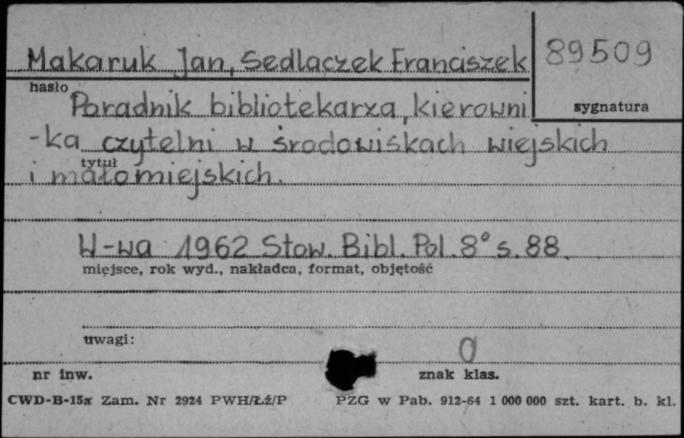 Makaruk Jan, Sedlaczek Franciszek
89509
hasło
Poradnik bibliotekarza, kierowni
sygnatura
-ka czytelni w środowiskach wiejskich
tytuł
i małomiejskich.
W-wa 1962 Stow. Bibl. Pol. 8° s. 88.
miejsce, rok wyd., nakładca, format, objętość
uwagi:
0
nr inw.
znak klas.
CWD-B-15x Zam. Nr 2924 PWH/Łź/P PZG w Pab. 912-64 1 000 000 szt. kart. b. kl.